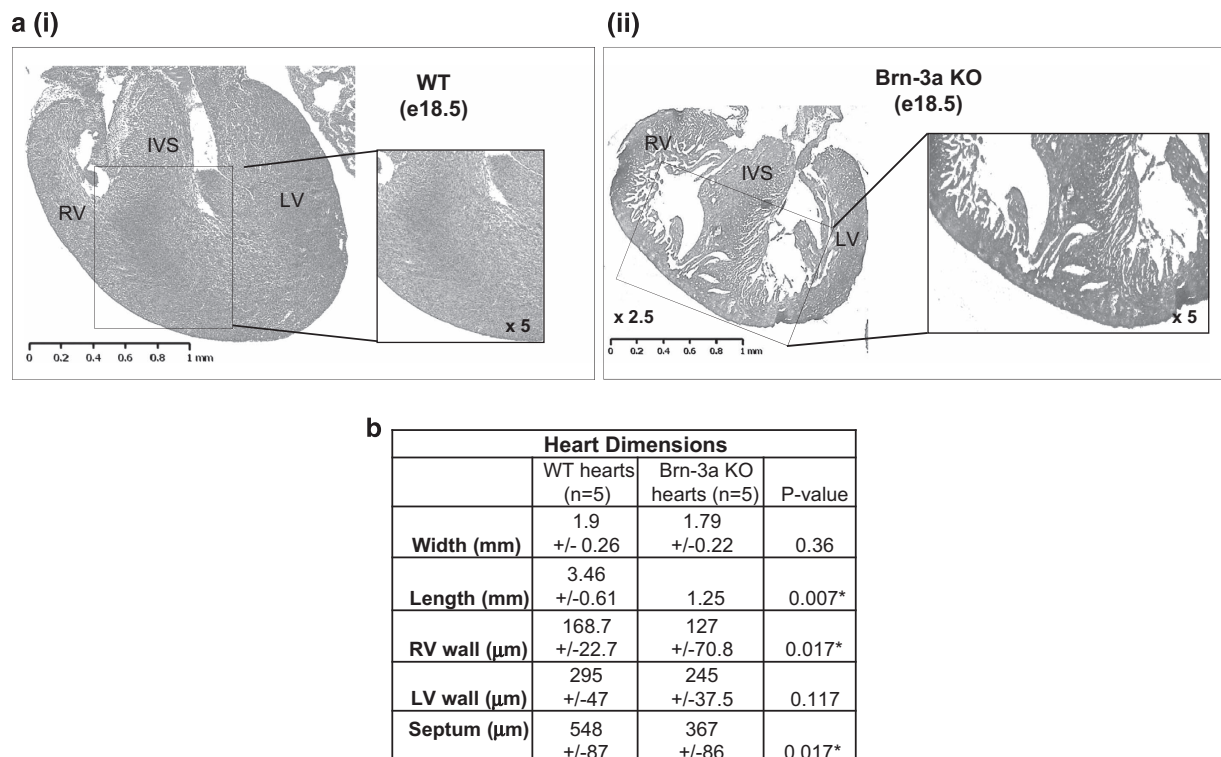 a (i)
(ii)
WT
(e18.5)
IVS
RV
LV
x 5
0 0.2 0.4 0.6 0.8 1 mm
Brn-3a KO
(e18.5)
RV
IVS
LV
x 2.5
x 5
0 0.2 0.4 0.6 0.8 1 mm
b
Heart Dimensions
WT hearts (n=5) Brn-3a KO hearts (n=5) P-value
Width (mm) 1.9 +/- 0.26 1.79 +/-0.22 0.36
Length (mm) 3.46 +/-0.61 1.25 0.007*
RV wall (μm) 168.7 +/-22.7 127 +/-70.8 0.017*
LV wall (μm) 295 +/-47 245 +/-37.5 0.117
Septum (μm) 548 +/-87 367 +/-86 0.017*